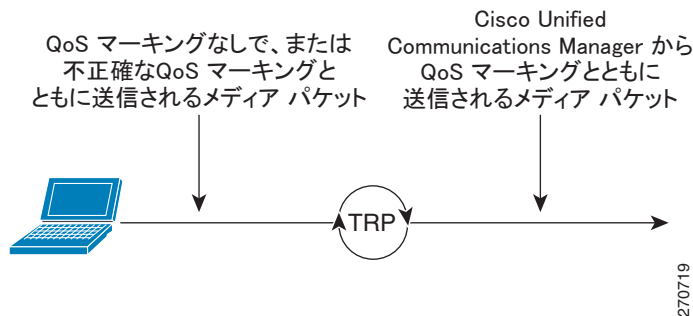 QoS マーキングなしで、または
不正確なQoS マーキングと
ともに送信されるメディア パケット
Cisco Unified
Communications Manager から
QoS マーキングとともに
送信されるメディア パケット
TRP
270719